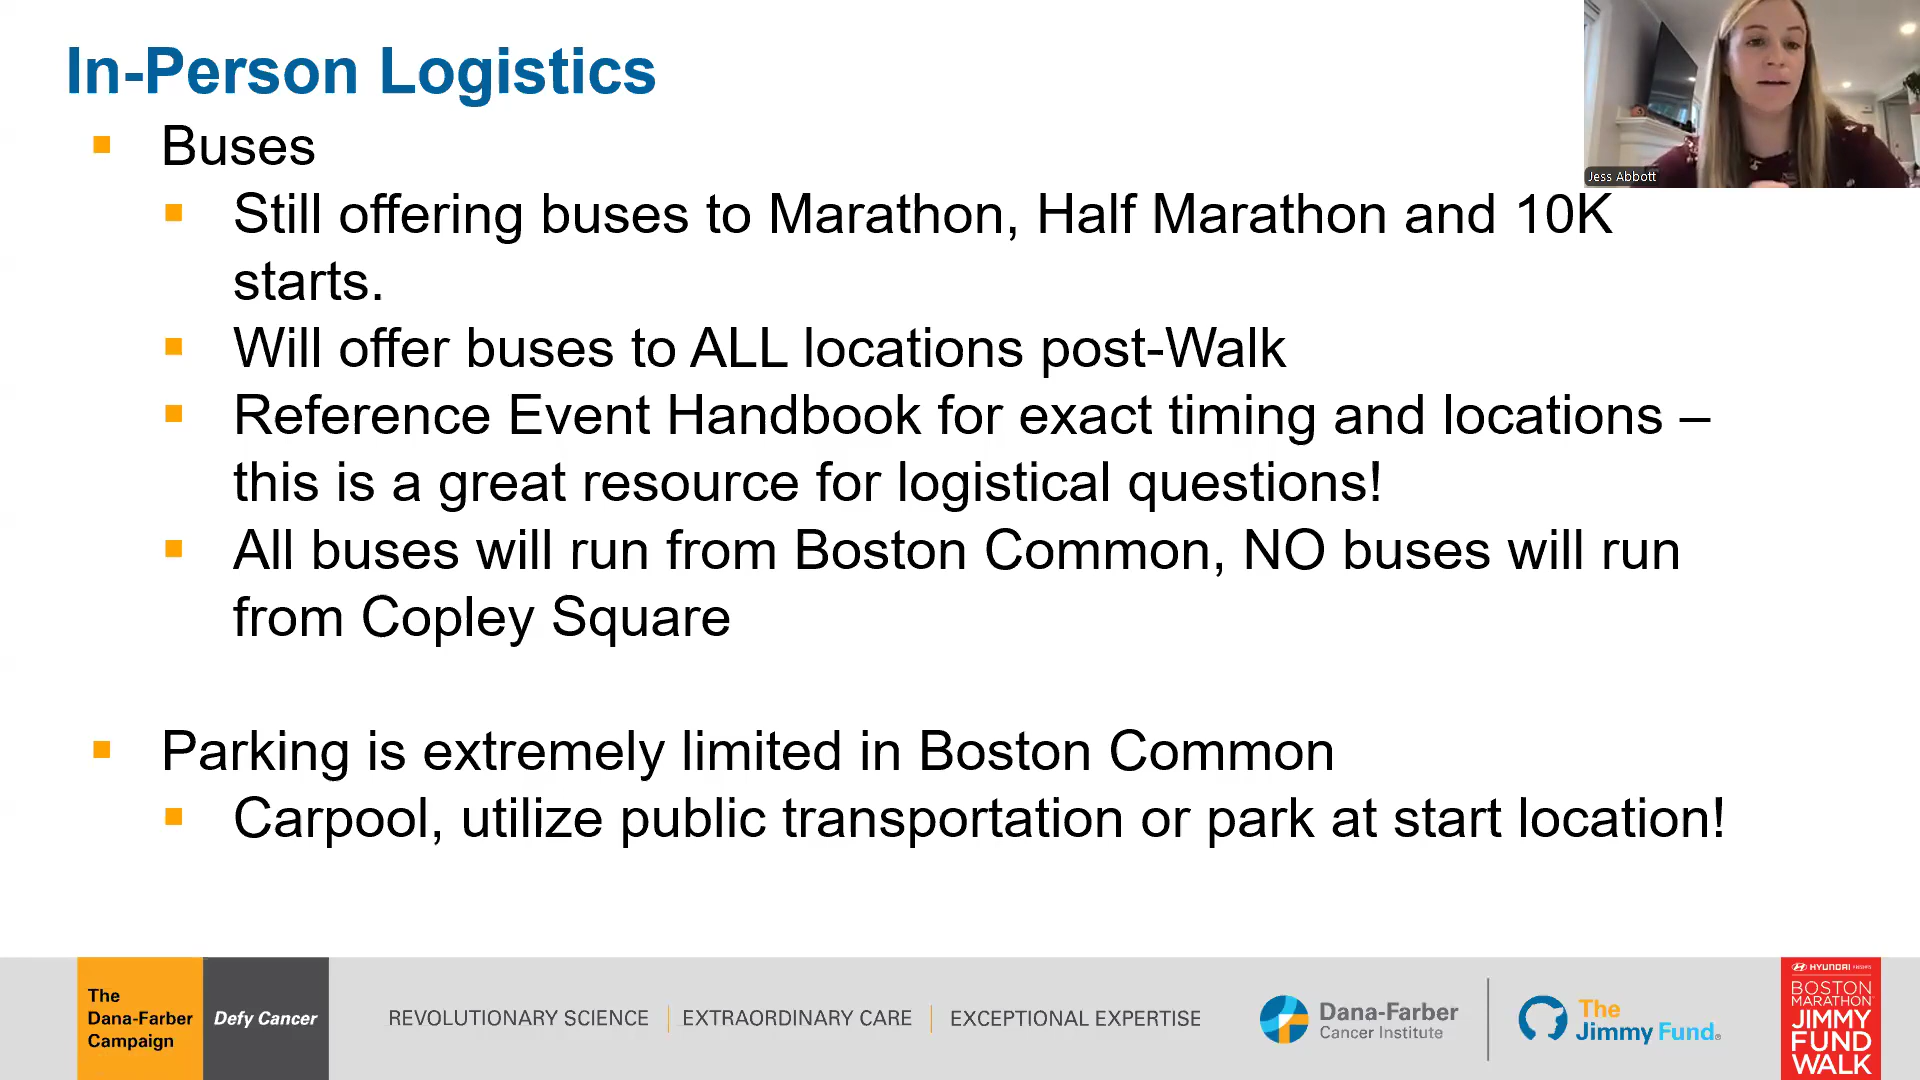 In-Person Logistics
Buses
Still offering buses to Marathon, Half Marathon and 10K
starts.
Will offer buses to ALL locations post-Walk
Reference Event Handbook for exact timing and locations –
this is a great resource for logistical questions!
All buses will run from Boston Common, NO buses will run
from Copley Square
Parking is extremely limited in Boston Common
Carpool, utilize public transportation or park at start location!
Jess Abbott
The
Dana-Farber
Campaign
Defy Cancer
REVOLUTIONARY SCIENCE | EXTRAORDINARY CARE | EXCEPTIONAL EXPERTISE
Dana-Farber
Cancer Institute
The
Jimmy Fund®
HYUNDAI PRESENTS
BOSTON
MARATHON
JIMMY
FUND
WALK